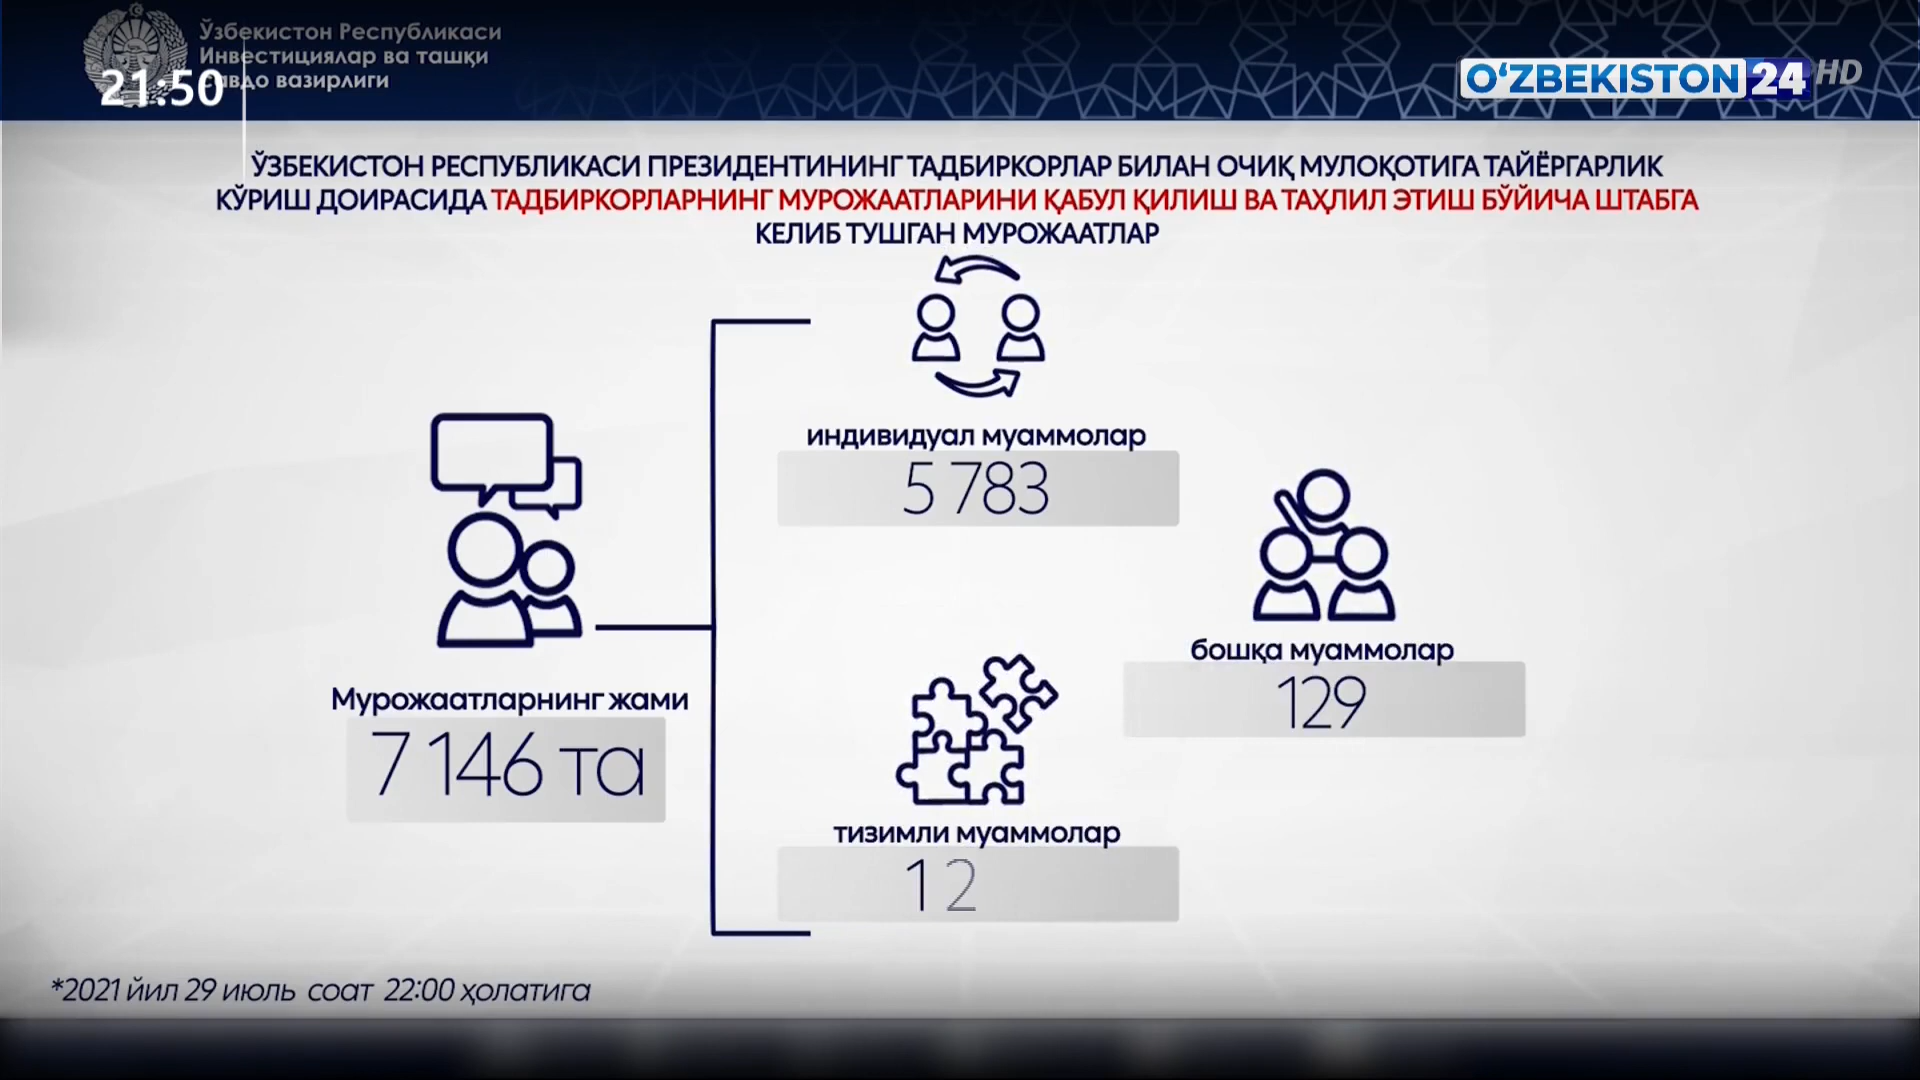 Ўзбекистон Республикаси
Инвестициялар ва ташқи
савдо вазирлиги
21:50
O‘ZBEKISTON 24 HD
ЎЗБЕКИСТОН РЕСПУБЛИКАСИ ПРЕЗИДЕНТИНИНГ ТАДБИРКОРЛАР БИЛАН ОЧИҚ МУЛОҚОТИГА ТАЙЁРГАРЛИК
КЎРИШ ДОИРАСИДА ТАДБИРКОРЛАРНИНГ МУРОЖААТЛАРИНИ ҚАБУЛ ҚИЛИШ ВА ТАҲЛИЛ ЭТИШ БЎЙИЧА ШТАБГА
КЕЛИБ ТУШГАН МУРОЖААТЛАР
индивидуал муаммолар
5 783
бошқа муаммолар
129
Мурожаатларнинг жами
7 146 та
тизимли муаммолар
1 2
*2021 йил 29 июль соат 22:00 ҳолатига